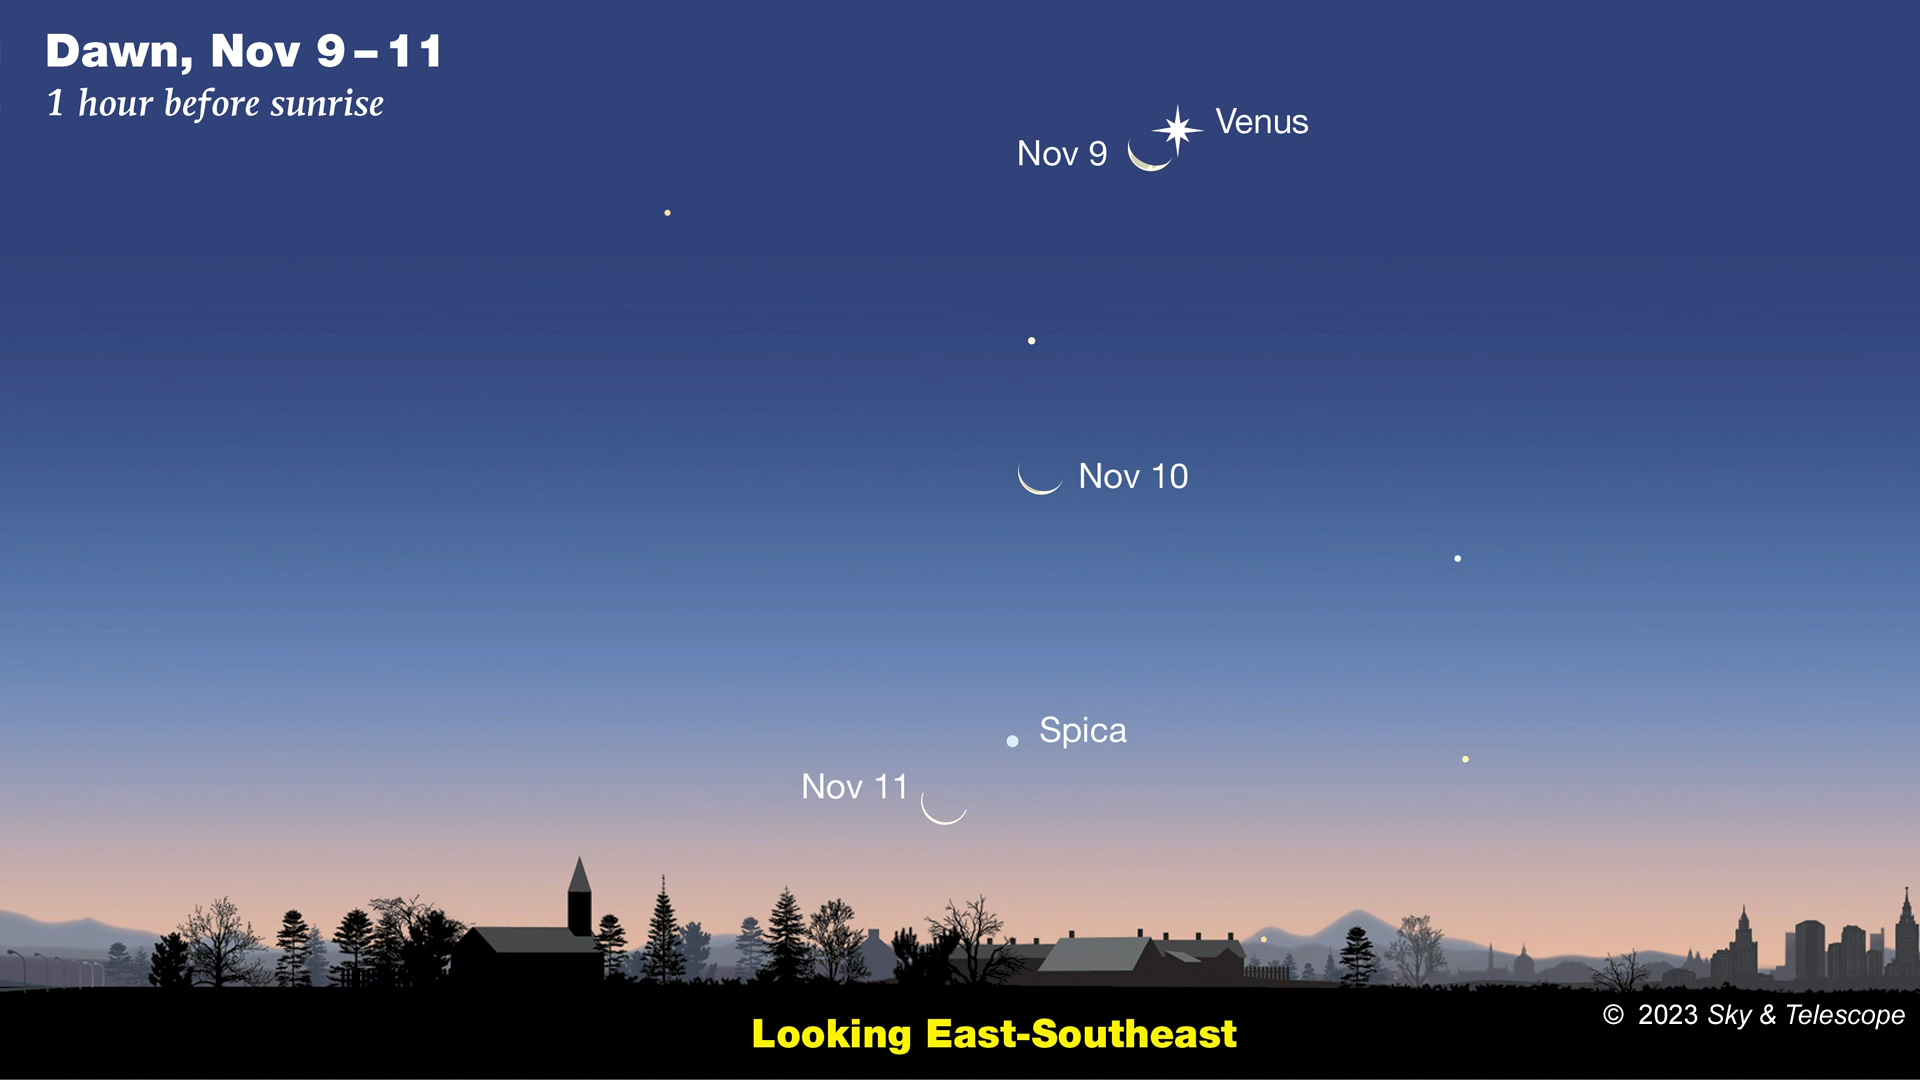 Dawn, Nov 9–11
1 hour before sunrise
Venus
Nov 9
Nov 10
Spica
Nov 11
© 2023 Sky & Telescope
Looking East-Southeast